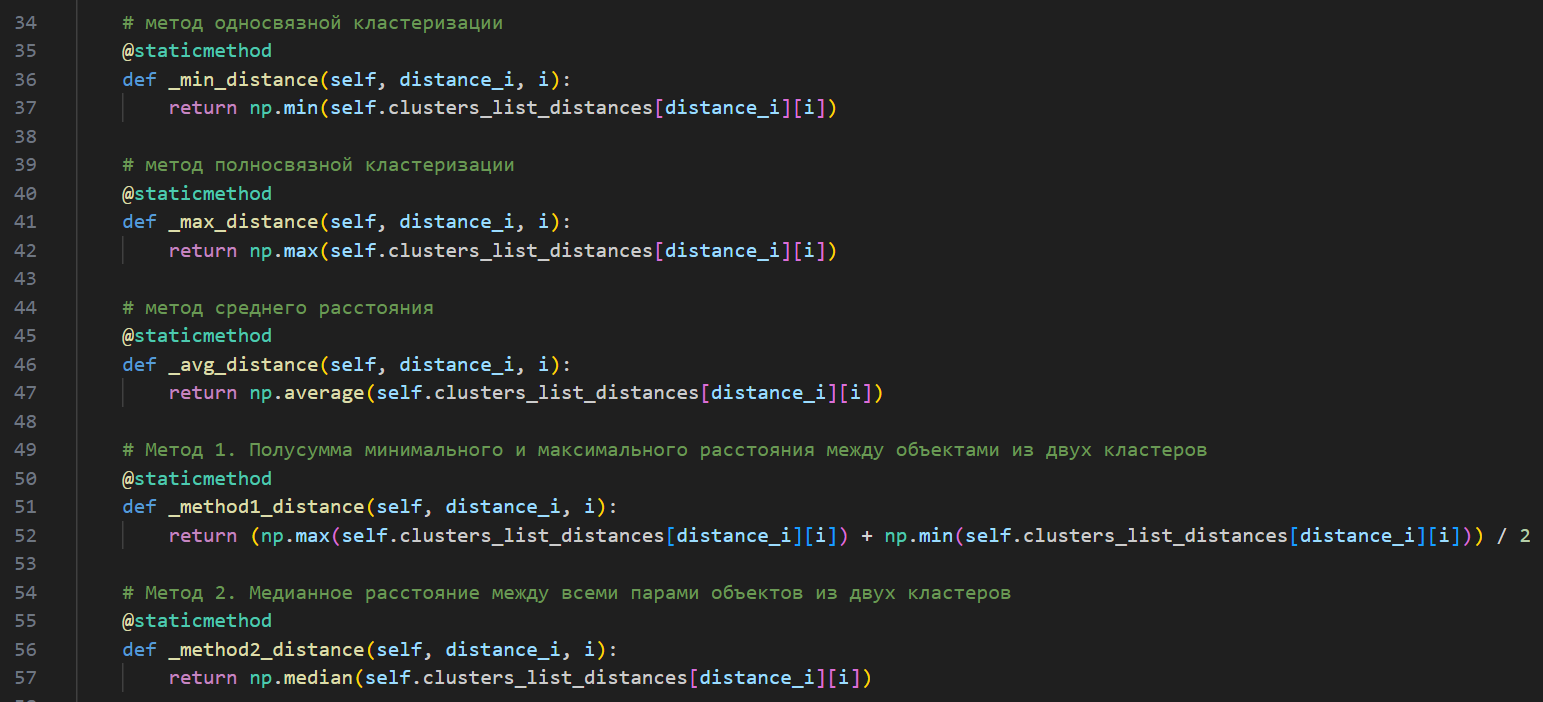 34 # метод односвязной кластеризации
35 @staticmethod
36 def _min_distance(self, distance_i, i):
37 return np.min(self.clusters_list_distances[distance_i][i])
38
39 # метод полносвязной кластеризации
40 @staticmethod
41 def _max_distance(self, distance_i, i):
42 return np.max(self.clusters_list_distances[distance_i][i])
43
44 # метод среднего расстояния
45 @staticmethod
46 def _avg_distance(self, distance_i, i):
47 return np.average(self.clusters_list_distances[distance_i][i])
48
49 # Метод 1. Полусумма минимального и максимального расстояния между объектами из двух кластеров
50 @staticmethod
51 def _method1_distance(self, distance_i, i):
52 return (np.max(self.clusters_list_distances[distance_i][i]) + np.min(self.clusters_list_distances[distance_i][i])) / 2
53
54 # Метод 2. Медианное расстояние между всеми парами объектов из двух кластеров
55 @staticmethod
56 def _method2_distance(self, distance_i, i):
57 return np.median(self.clusters_list_distances[distance_i][i])